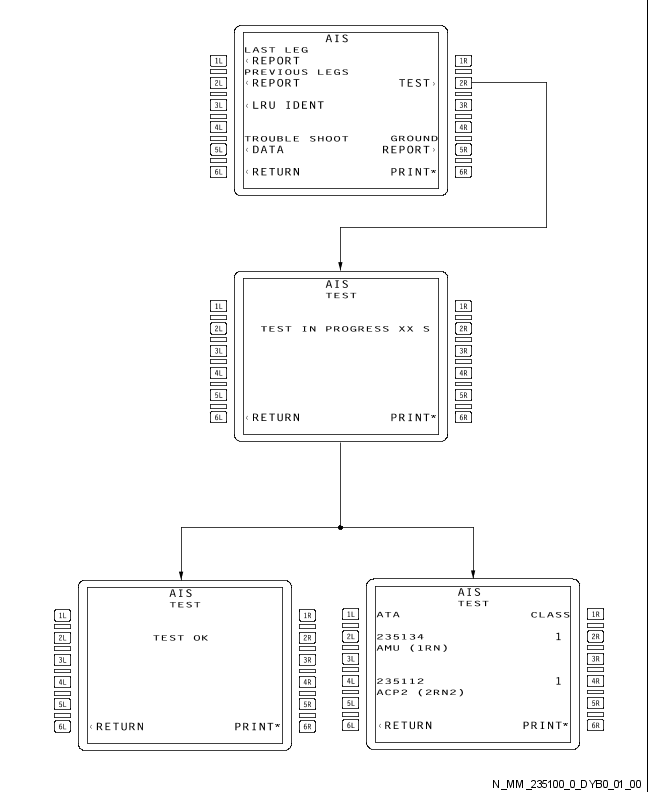 AIS
LAST LEG
1L <REPORT 1R
PREVIOUS LEGS
2L <REPORT TEST> 2R
3L <LRU IDENT 3R
4L 4R
TROUBLE SHOOT GROUND
5L <DATA REPORT> 5R
6L <RETURN PRINT* 6R
AIS
TEST
1L 1R
2L TEST IN PROGRESS XX S 2R
3L 3R
4L 4R
5L 5R
6L <RETURN PRINT* 6R
AIS
TEST
1L 1R
2L TEST OK 2R
3L 3R
4L 4R
5L 5R
6L <RETURN PRINT* 6R
AIS
TEST
1L ATA CLASS 1R
2L 235134 1 2R
AMU (1RN)
3L 3R
4L 235112 1 4R
ACP2 (2RN2)
5L 5R
6L <RETURN PRINT* 6R
N_MM_235100_0_DYB0_01_00